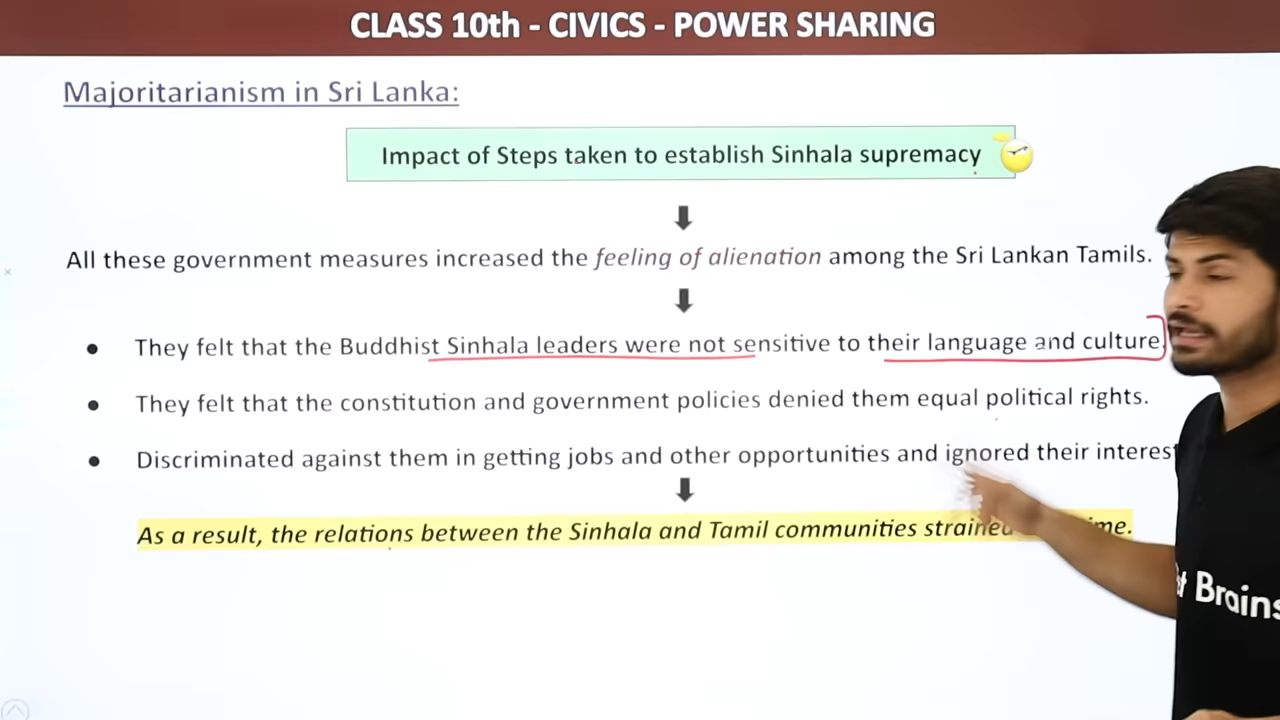 CLASS 10th - CIVICS - POWER SHARING
Majoritarianism in Sri Lanka:
Impact of Steps taken to establish Sinhala supremacy
All these government measures increased the feeling of alienation among the Sri Lankan Tamils.
● They felt that the Buddhist Sinhala leaders were not sensitive to their language and culture
● They felt that the constitution and government policies denied them equal political rights.
● Discriminated against them in getting jobs and other opportunities and ignored their interes
As a result, the relations between the Sinhala and Tamil communities strained
Brains